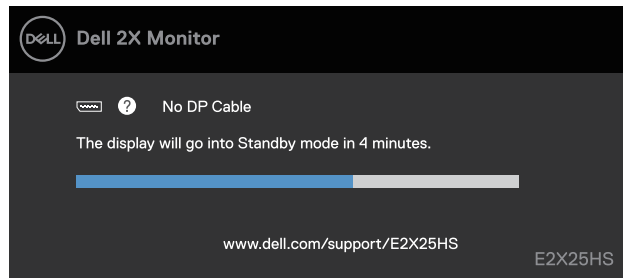 DELL Dell 2X Monitor
? No DP Cable
The display will go into Standby mode in 4 minutes.
www.dell.com/support/E2X25HS
E2X25HS